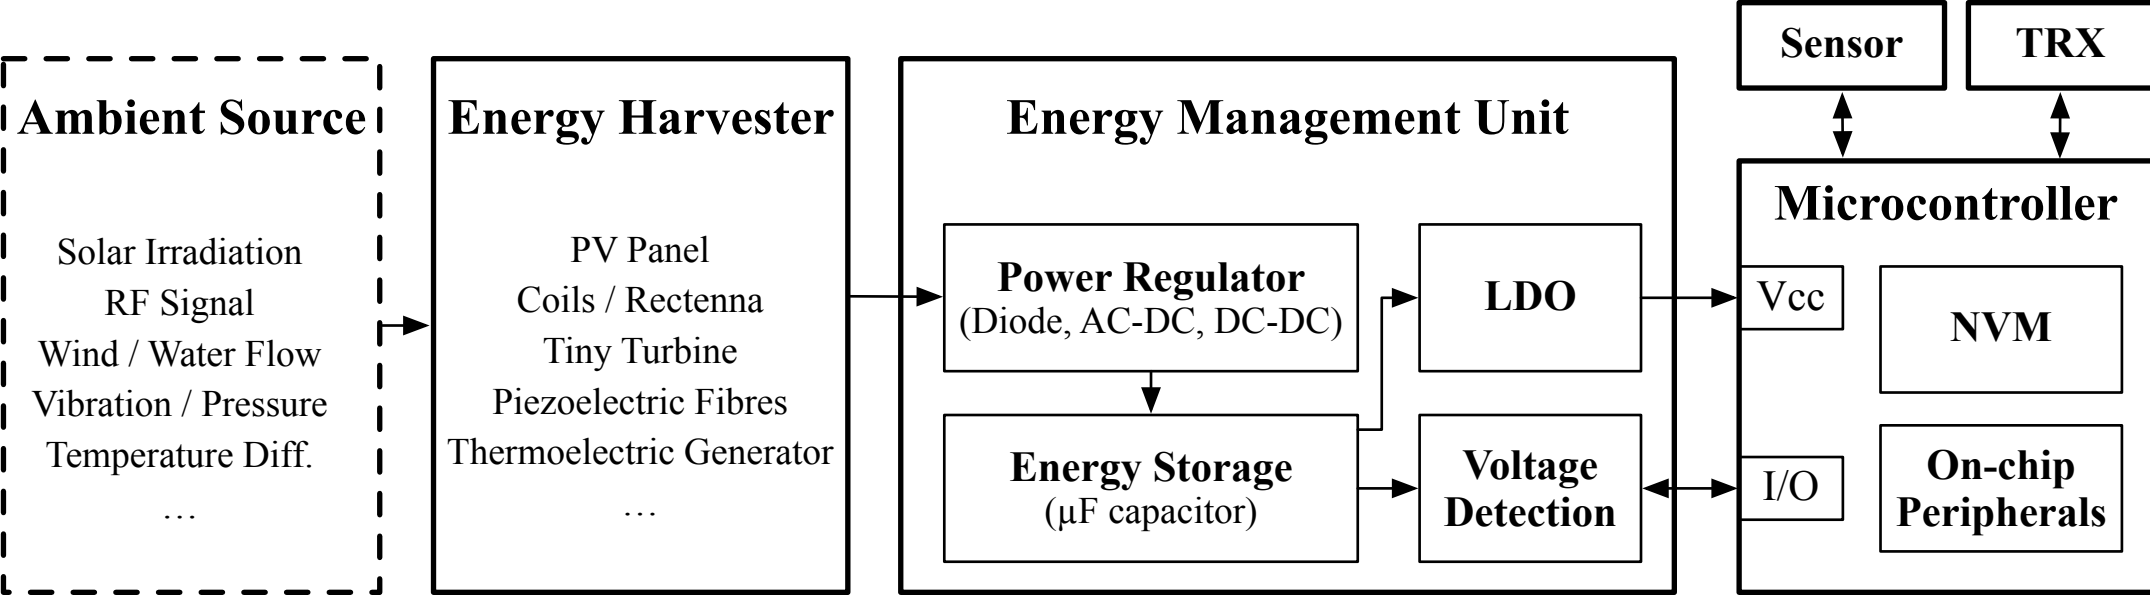 Ambient Source
Solar Irradiation
RF Signal
Wind / Water Flow
Vibration / Pressure
Temperature Diff.
…
Energy Harvester
PV Panel
Coils / Rectenna
Tiny Turbine
Piezoelectric Fibres
Thermoelectric Generator
…
Energy Management Unit
Power Regulator
(Diode, AC-DC, DC-DC)
Energy Storage
(µF capacitor)
LDO
Voltage
Detection
Sensor
TRX
Microcontroller
Vcc
NVM
I/O
On-chip
Peripherals